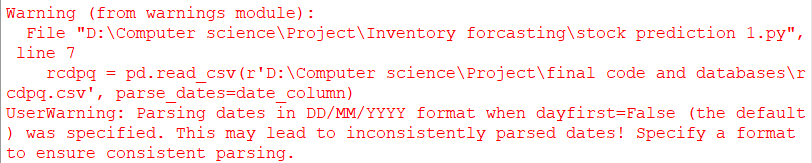 Warning (from warnings module):
  File "D:\Computer science\Project\Inventory forcasting\stock prediction 1.py",
 line 7
    rcdpq = pd.read_csv(r'D:\Computer science\Project\final code and databases\r
cdpq.csv', parse_dates=date_column)
UserWarning: Parsing dates in DD/MM/YYYY format when dayfirst=False (the default
) was specified. This may lead to inconsistently parsed dates! Specify a format
to ensure consistent parsing.